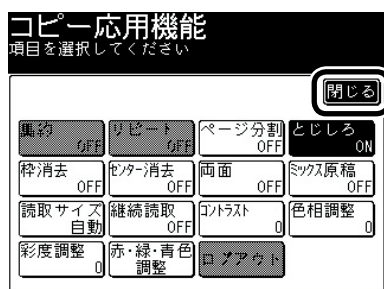 コピー応用機能
項目を選択してください
閉じる
集約
OFF
リピート
OFF
ページ分割
OFF
とじしろ
ON
枠消去
OFF
センター消去
OFF
両面
OFF
ミックス原稿
OFF
読取サイズ
自動
継続読取
OFF
コントラスト
0
色相調整
0
彩度調整
0
赤・緑・青色
調整
ログアウト